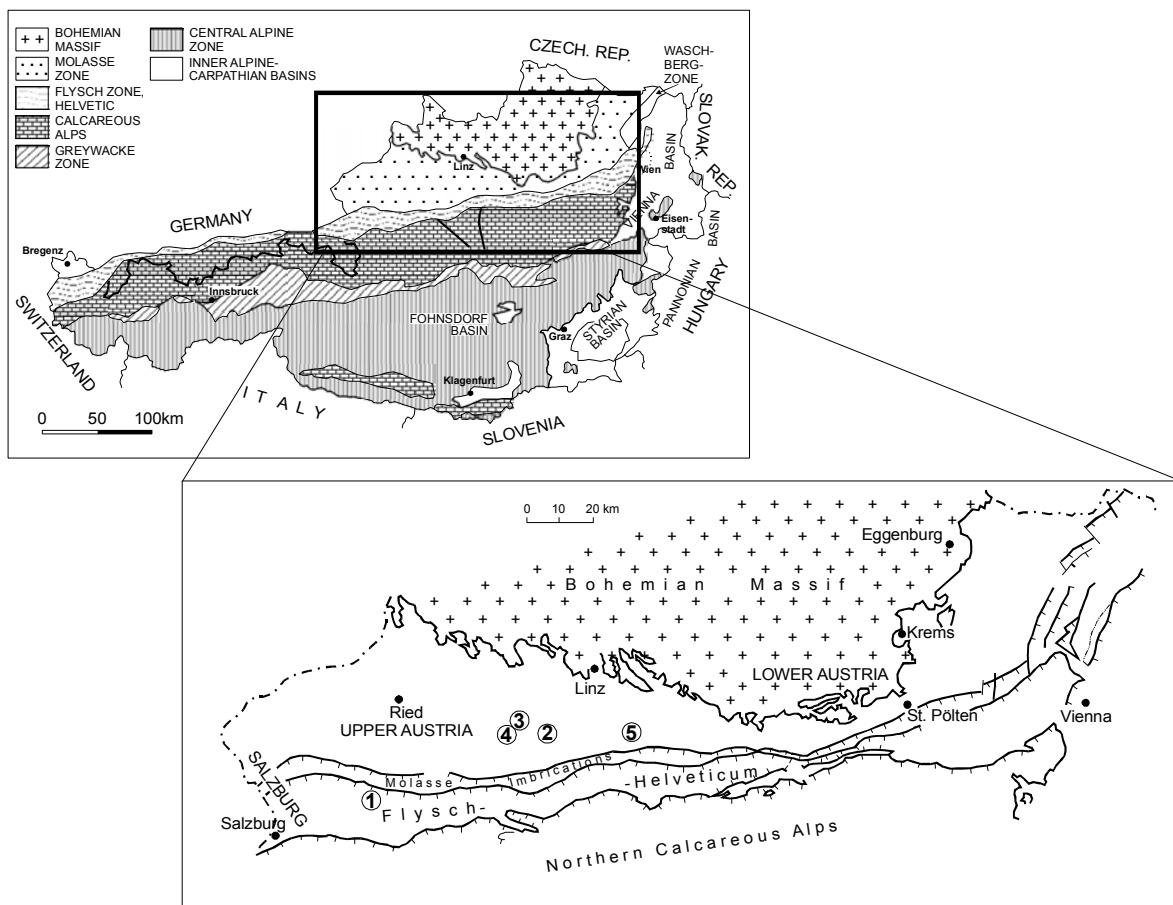 BOHEMIAN
MASSIF
MOLASSE
ZONE
FLYSCH ZONE,
HELVETIC
CALCAREOUS
ALPS
GREYWACKE
ZONE
CENTRAL ALPINE
ZONE
INNER ALPINE-
CARPATHIAN BASINS
CZECH. REP.
WASCH-
BERG-
ZONE
SLOVAK. REP.
Linz
Wien
VIENNA BASIN
Eisen-
stadt
GERMANY
Bregenz
Innsbruck
SWITZERLAND
FOHNSDORF
BASIN
Graz
STYRIAN
BASIN
PANNONIAN BASIN
HUNGARY
Klagenfurt
ITALY
SLOVENIA
0 50 100km
0 20 km
Eggenburg
Bohemian Massif
Krems
LOWER AUSTRIA
Linz
Ried
UPPER AUSTRIA
St. Pölten
Vienna
3
4
2
5
Molasse Imbrications
1
Flysch- -Helveticum
SALZBURG
Salzburg
Northern Calcareous Alps